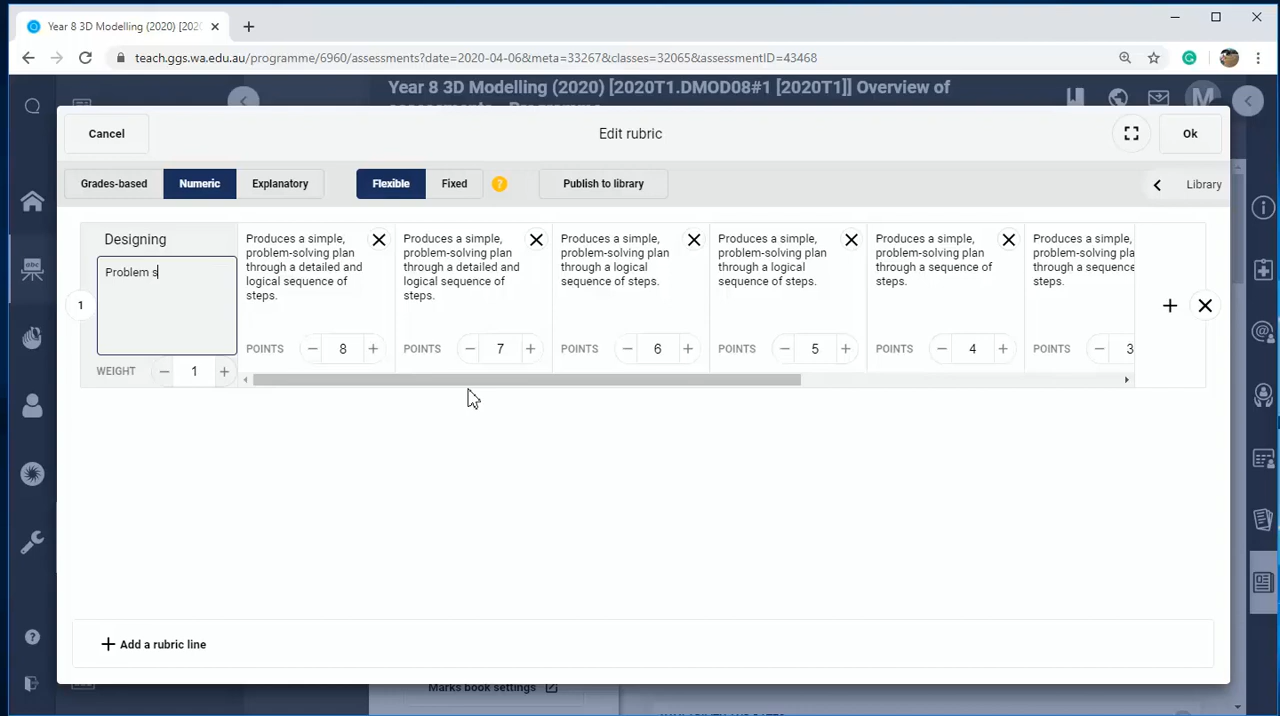 Year 8 3D Modelling (2020) [202
teach.ggs.wa.edu.au/programme/6960/assessments?date=2020-04-06&meta=33267&classes=32065&assessmentID=43468
Year 8 3D Modelling (2020) [2020T1.DMOD08#1 [2020T1]] Overview of
M
Cancel
Edit rubric
Ok
Grades-based
Numeric
Explanatory
Flexible
Fixed
?
Publish to library
Library
1
Designing
Problem s
WEIGHT
1
Produces a simple,
problem-solving plan
through a detailed and
logical sequence of
steps.
POINTS
8
Produces a simple,
problem-solving plan
through a detailed and
logical sequence of
steps.
POINTS
7
Produces a simple,
problem-solving plan
through a logical
sequence of steps.
POINTS
6
Produces a simple,
problem-solving plan
through a logical
sequence of steps.
POINTS
5
Produces a simple,
problem-solving plan
through a sequence of
steps.
POINTS
4
Produces a simple,
problem-solving pla
through a sequence
steps.
POINTS
3
Add a rubric line
Marks book settings
abc